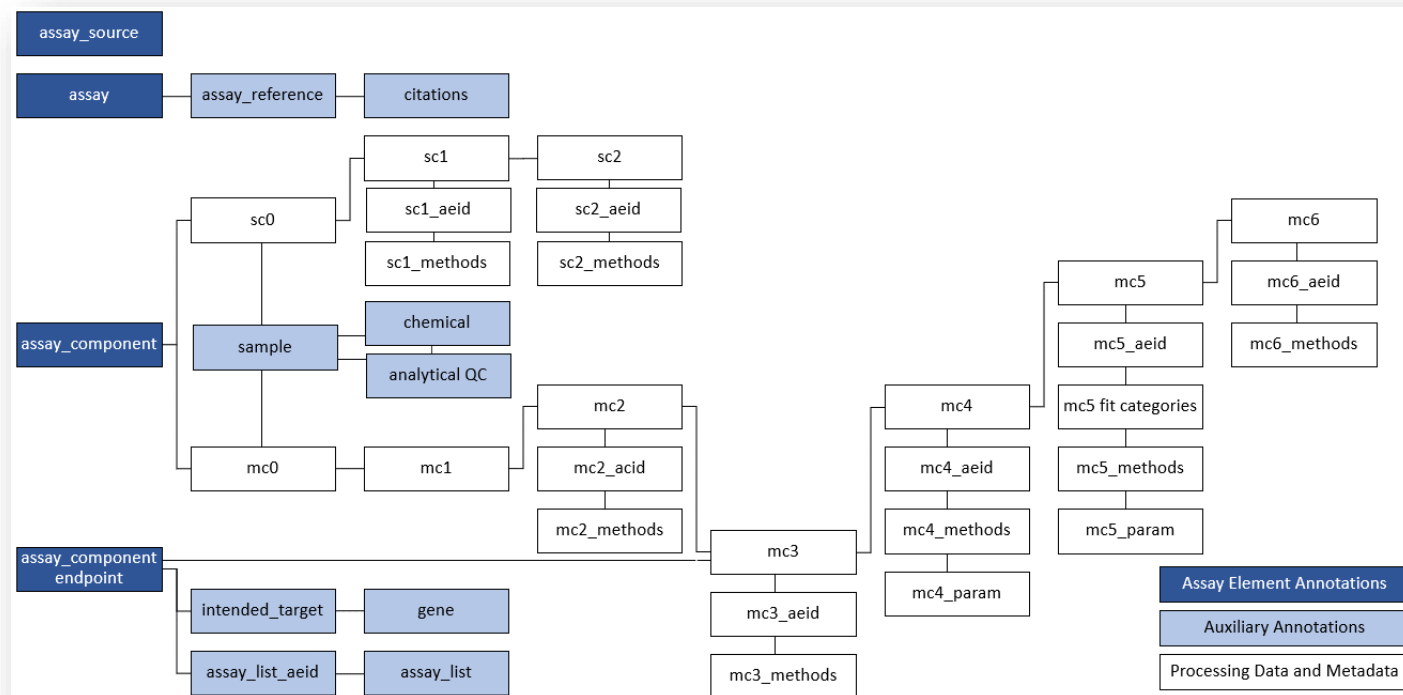 assay_source
assay
assay_reference
citations
sc1
sc2
sc1_aeid
sc2_aeid
sc0
mc6
sc1_methods
sc2_methods
mc5
mc6_aeid
chemical
assay_component
sample
mc5_aeid
mc6_methods
analytical QC
mc2
mc4
mc5 fit categories
mc0
mc1
mc2_acid
mc4_aeid
mc5_methods
mc2_methods
mc4_methods
mc5_param
mc3
assay_component
endpoint
mc4_param
Assay Element Annotations
intended_target
gene
mc3_aeid
Auxiliary Annotations
assay_list_aeid
assay_list
mc3_methods
Processing Data and Metadata